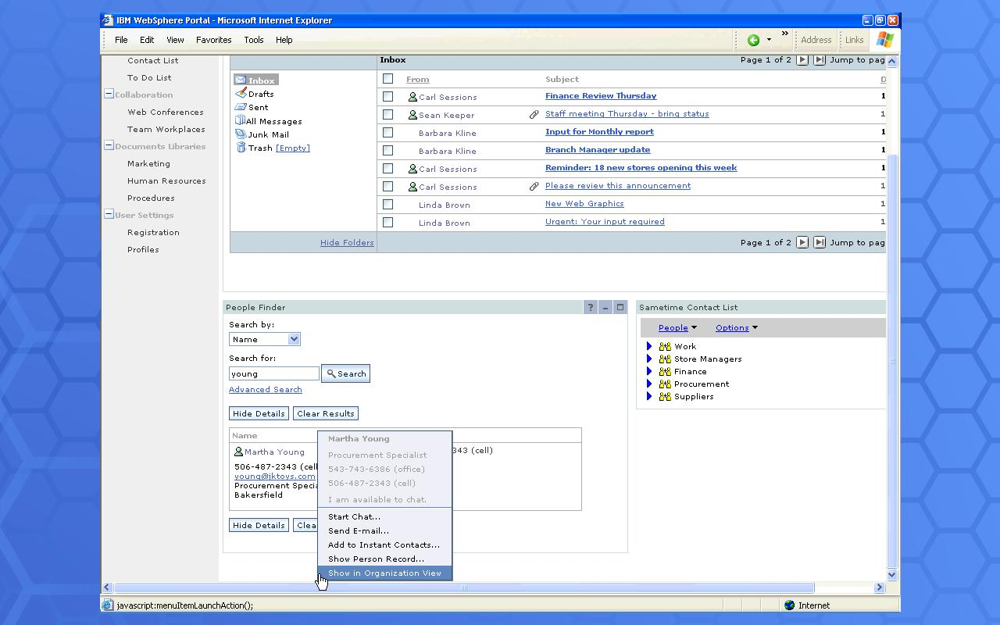 IBM WebSphere Portal - Microsoft Internet Explorer
File Edit View Favorites Tools Help
» Address Links
Contact List
To Do List
Collaboration
Web Conferences
Team Workplaces
Documents Libraries
Marketing
Human Resources
Procedures
User Settings
Registration
Profiles
Inbox Page 1 of 2 Jump to pag
Inbox
Drafts
Sent
All Messages
Junk Mail
Trash [Empty]
Hide Folders
From Subject D
Carl Sessions Finance Review Thursday 1
Sean Keeper Staff meeting Thursday - bring status 1
Barbara Kline Input for Monthly report 1
Barbara Kline Branch Manager update 1
Carl Sessions Reminder: 18 new stores opening this week 1
Carl Sessions Please review this announcement 1
Linda Brown New Web Graphics 1
Linda Brown Urgent: Your input required 1
Page 1 of 2 Jump to pag
People Finder ?
Search by:
Name
Search for:
young Search
Advanced Search
Hide Details Clear Results
Name
Martha Young 343 (cell)
506-487-2343 (cell
young@jktoys.com
Procurement Specia
Bakersfield
Hide Details Clea
Martha Young
Procurement Specialist
543-743-6386 (office)
506-487-2343 (cell)
I am available to chat.
Start Chat...
Send E-mail...
Add to Instant Contacts...
Show Person Record...
Show in Organization View
Sametime Contact List
People Options
Work
Store Managers
Finance
Procurement
Suppliers
javascript:menuItemLaunchAction(); Internet